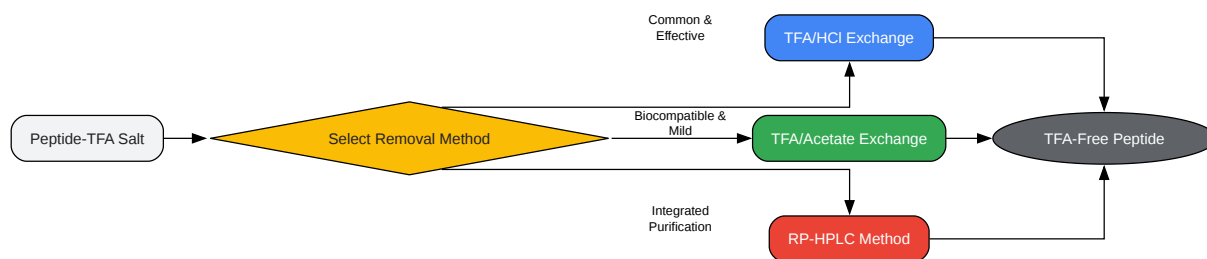 Common &
Effective
TFA/HCl Exchange
Peptide-TFA Salt
Select Removal Method
Biocompatible &
Mild
TFA/Acetate Exchange
TFA-Free Peptide
Integrated
Purification
RP-HPLC Method